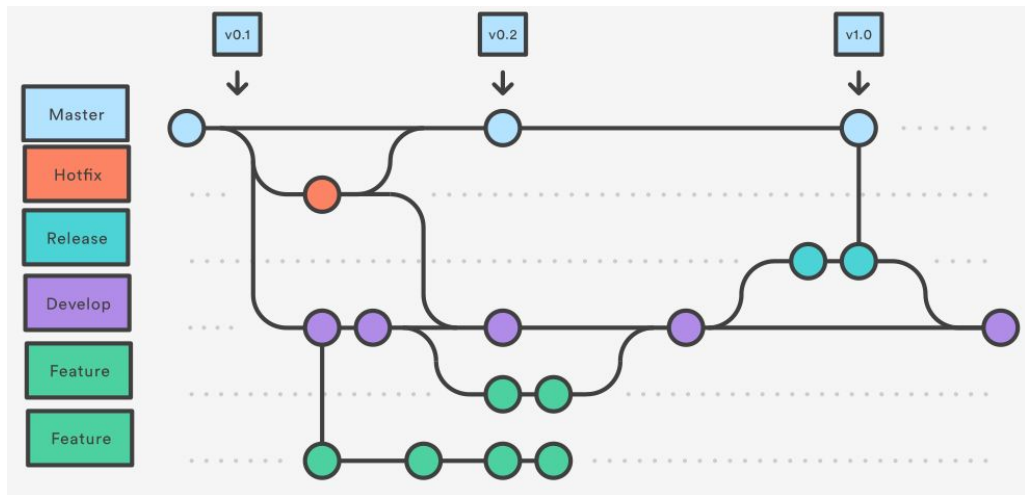 v0.1
v0.2
v1.0
Master
Hotfix
Release
Develop
Feature
Feature